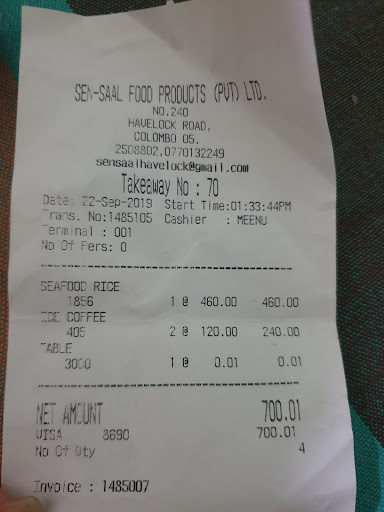 SEN-SAAL FOOD PRODUCTS (PVT) LTD.
NO.240
HAVELOCK ROAD,
COLOMBO 05.
2508802,0770132249
sensaalhavelock@gmail.com
Takeaway No : 70
Date: 22-Sep-2019 Start Time:01:33:44PM
Trans. No:1485105 Cashier : MEENU
Terminal : 001
No Of Pers: 0
SEAFOOD RICE
1856 1 @ 460.00 460.00
ICE COFFEE
405 2 @ 120.00 240.00
TABLE
3000 1 @ 0.01 0.01
NET AMOUNT 700.01
VISA 8690 700.01
No Of Qty 4
Invoice : 1485007